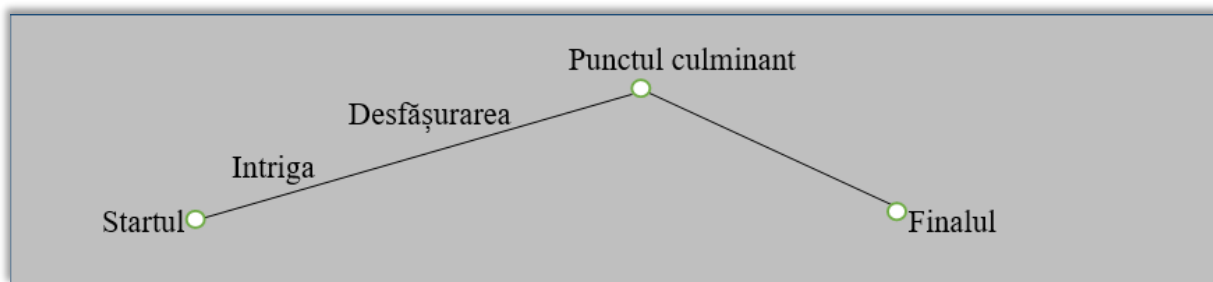 Punctul culminant
Desfășurarea
Intriga
Startul
Finalul